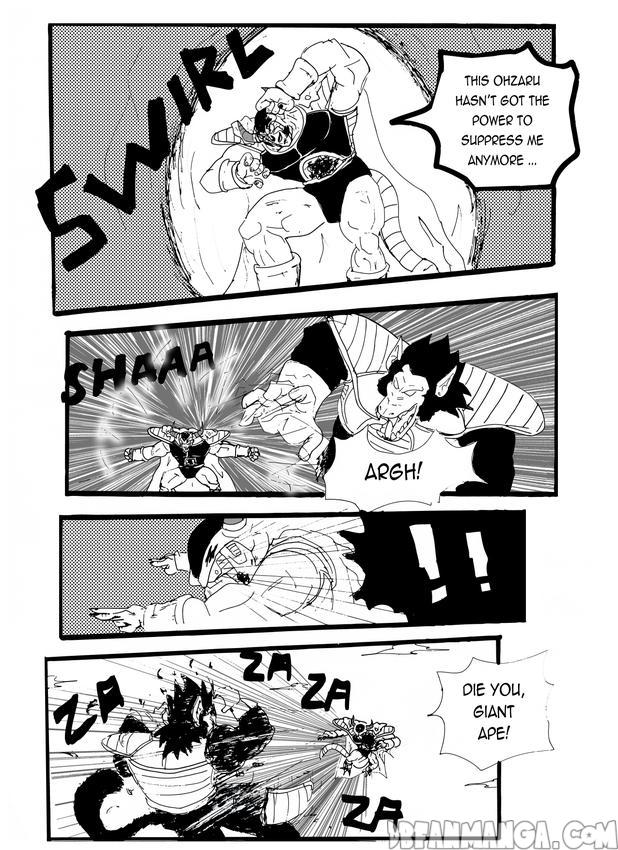 SWIRL
THIS OHZARU
HASN'T GOT THE
POWER TO
SUPPRESS ME
ANYMORE ...
SHAAA
ARGH!
!!
ZA
ZA
ZA
ZA
DIE YOU,
GIANT
APE!
DBFANMANGA.COM